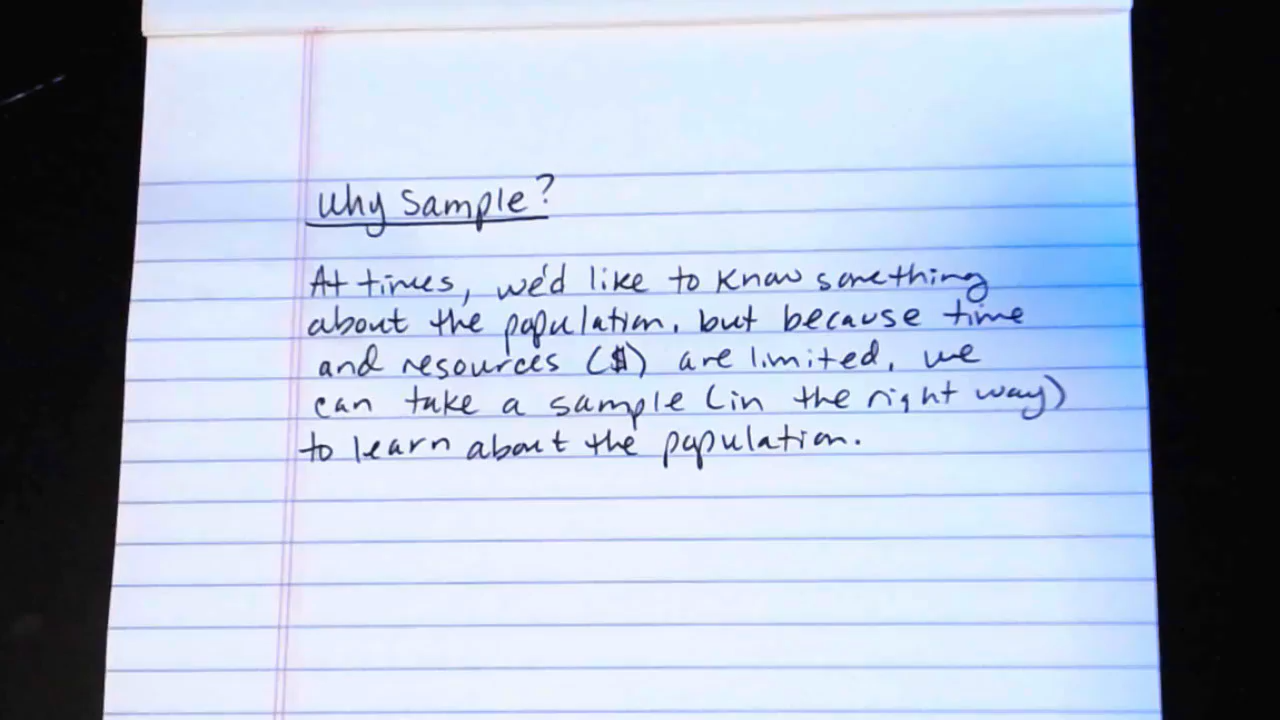 Why Sample?
At times, we'd like to know something
about the population, but because time
and resources ($) are limited, we
can take a sample (in the right way)
to learn about the population.